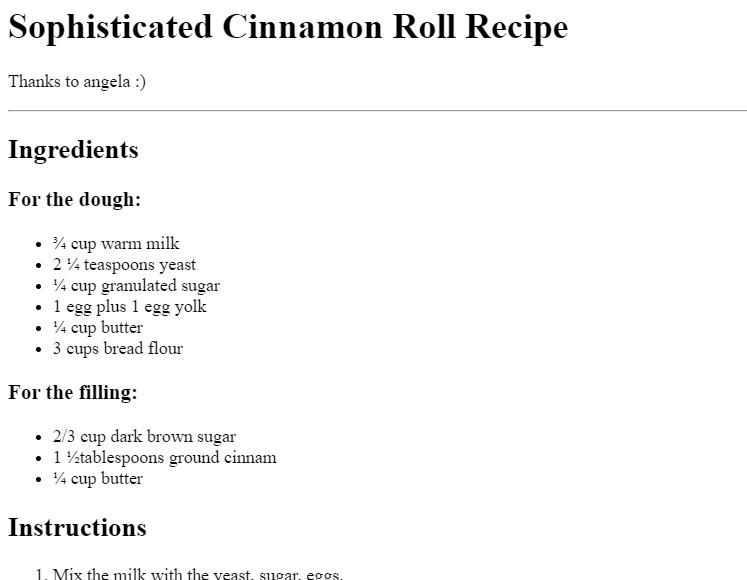 Sophisticated Cinnamon Roll Recipe
Thanks to angela :)
Ingredients
For the dough:
• ¾ cup warm milk
• 2 ¼ teaspoons yeast
• ¼ cup granulated sugar
• 1 egg plus 1 egg yolk
• ¼ cup butter
• 3 cups bread flour
For the filling:
• 2/3 cup dark brown sugar
• 1 ½tablespoons ground cinnam
• ¼ cup butter
Instructions
1. Mix the milk with the yeast, sugar, eggs.